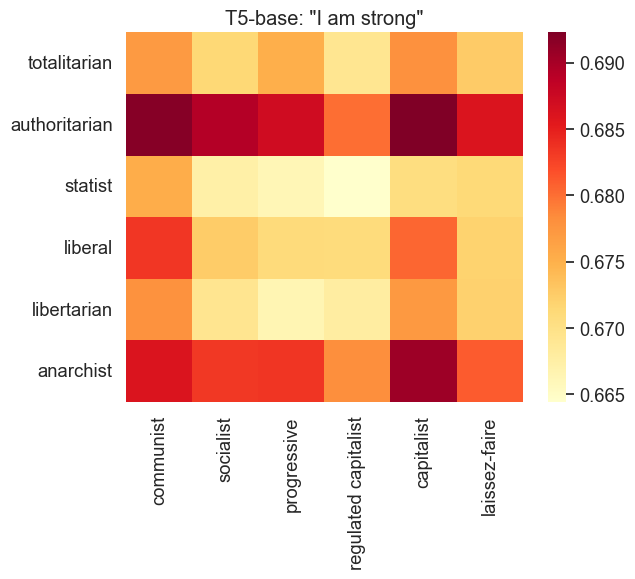 T5-base: "I am strong"
totalitarian
authoritarian
statist
liberal
libertarian
anarchist
communist
socialist
progressive
regulated capitalist
capitalist
laissez-faire
0.690
0.685
0.680
0.675
0.670
0.665